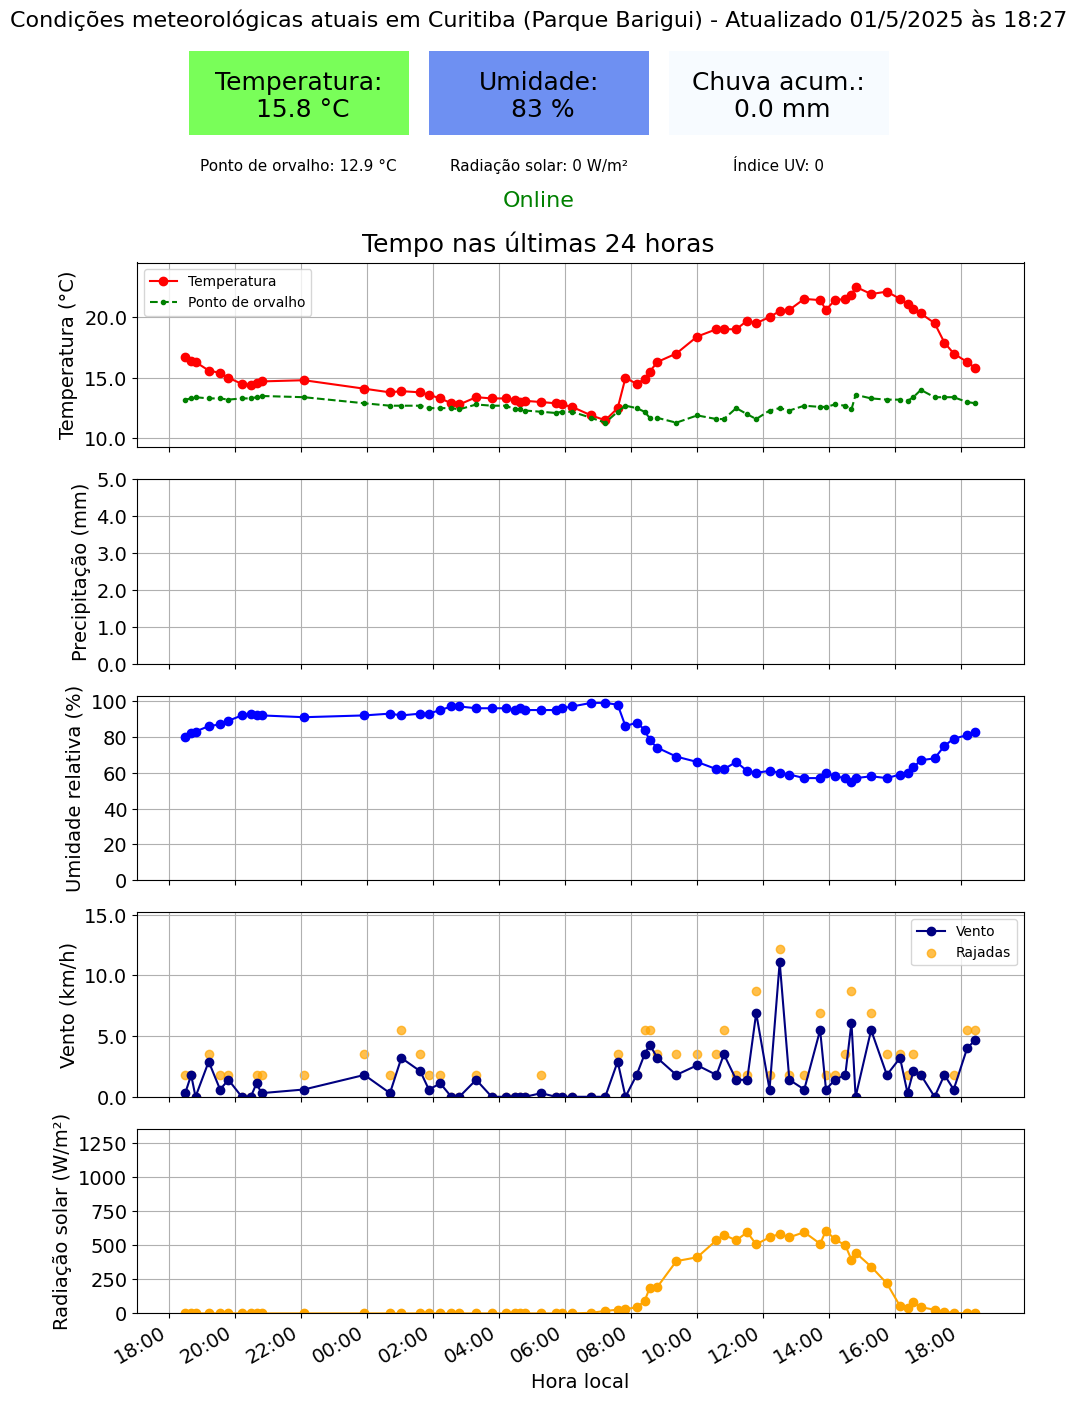 Condições meteorológicas atuais em Curitiba (Parque Barigui) - Atualizado 01/5/2025 às 18:27
Temperatura:
15.8 °C
Umidade:
83 %
Chuva acum.:
0.0 mm
Ponto de orvalho: 12.9 °C
Radiação solar: 0 W/m²
Índice UV: 0
Online
Tempo nas últimas 24 horas
Temperatura (°C)
20.0
15.0
10.0
Temperatura
Ponto de orvalho
Precipitação (mm)
5.0
4.0
3.0
2.0
1.0
0.0
Umidade relativa (%)
100
80
60
40
20
0
Vento (km/h)
15.0
10.0
5.0
0.0
Vento
Rajadas
Radiação solar (W/m²)
1250
1000
750
500
250
0
18:00
20:00
22:00
00:00
02:00
04:00
06:00
08:00
10:00
12:00
14:00
16:00
18:00
Hora local